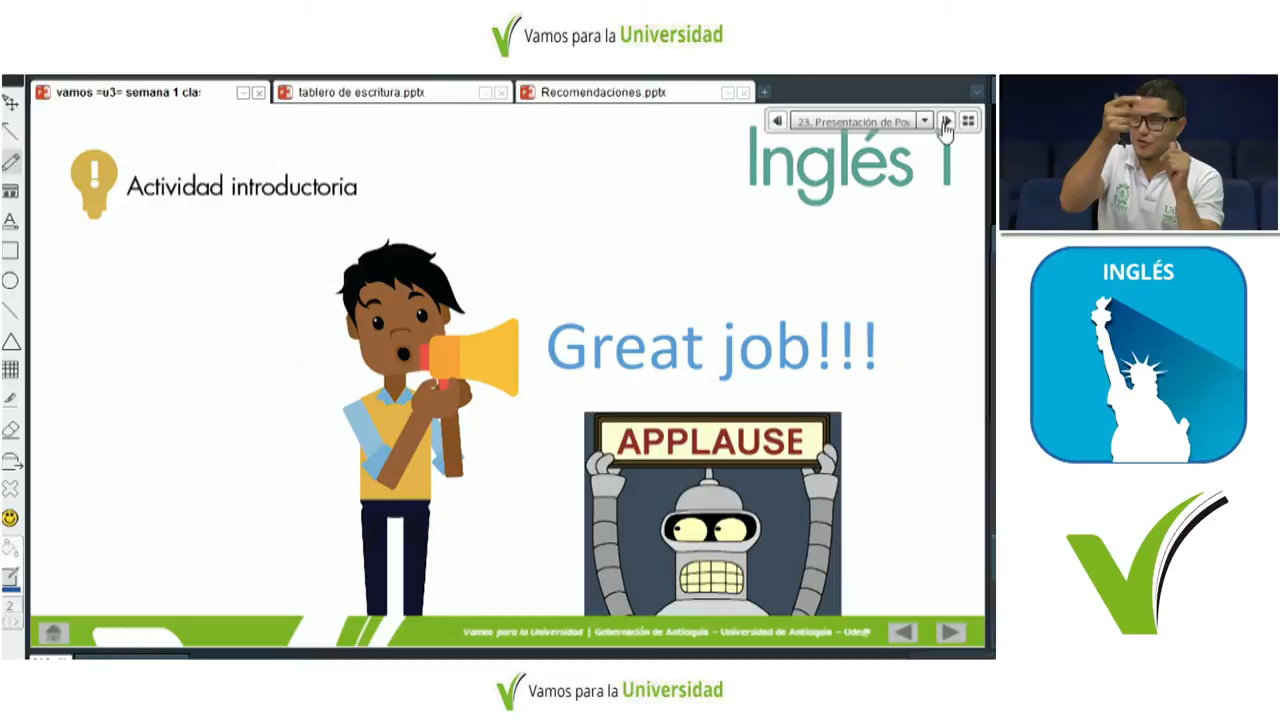 Vamos para la Universidad
vamos =u3= semana 1 cla:
tablero de escritura.pptx
Recomendaciones.pptx
23. Presentación de Po
Inglés 1
Actividad introductoria
Great job!!!
APPLAUSE
INGLÉS
2
Vamos para la Universidad | Gobernación de Antioquia – Universidad de Antioquia – Ude@
Vamos para la Universidad